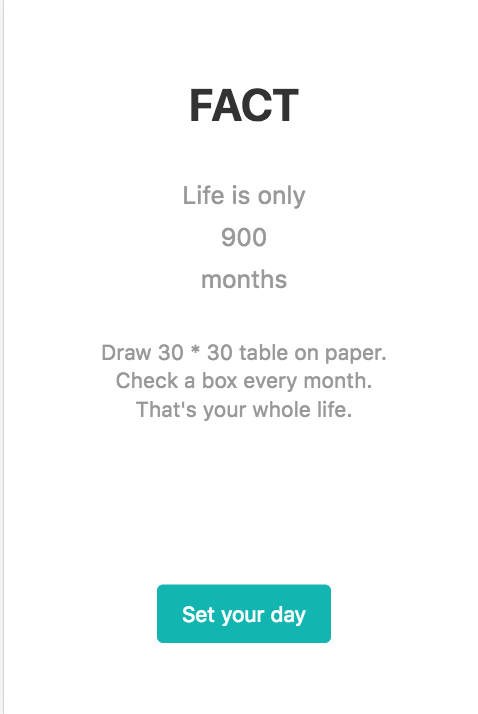 FACT
Life is only
900
months
Draw 30 * 30 table on paper.
Check a box every month.
That's your whole life.
Set your day